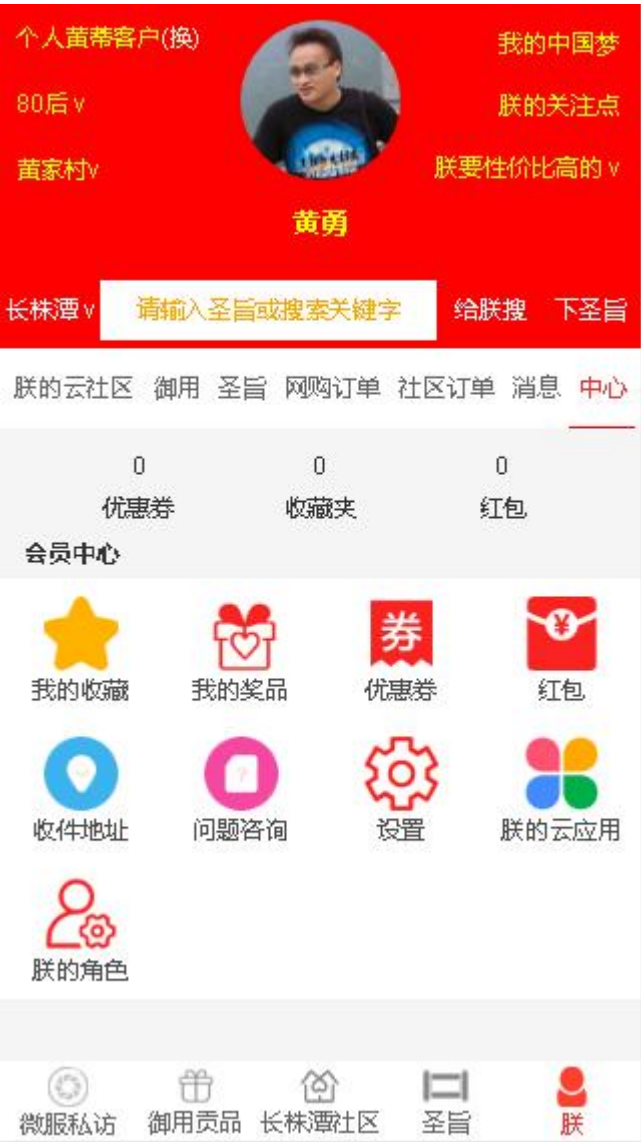 个人黄蒂客户(换)
我的中国梦
80后 v
朕的关注点
黄家村v
朕要性价比高的 v
黄勇
长株潭 v 请输入圣旨或搜索关键字 给朕搜 下圣旨
朕的云社区 御用 圣旨 网购订单 社区订单 消息 中心
0 0 0
优惠券 收藏夹 红包
会员中心
券 ¥
我的收藏 我的奖品 优惠券 红包
?
收件地址 问题咨询 设置 朕的云应用
朕的角色
微服私访 御用贡品 长株潭社区 圣旨 朕